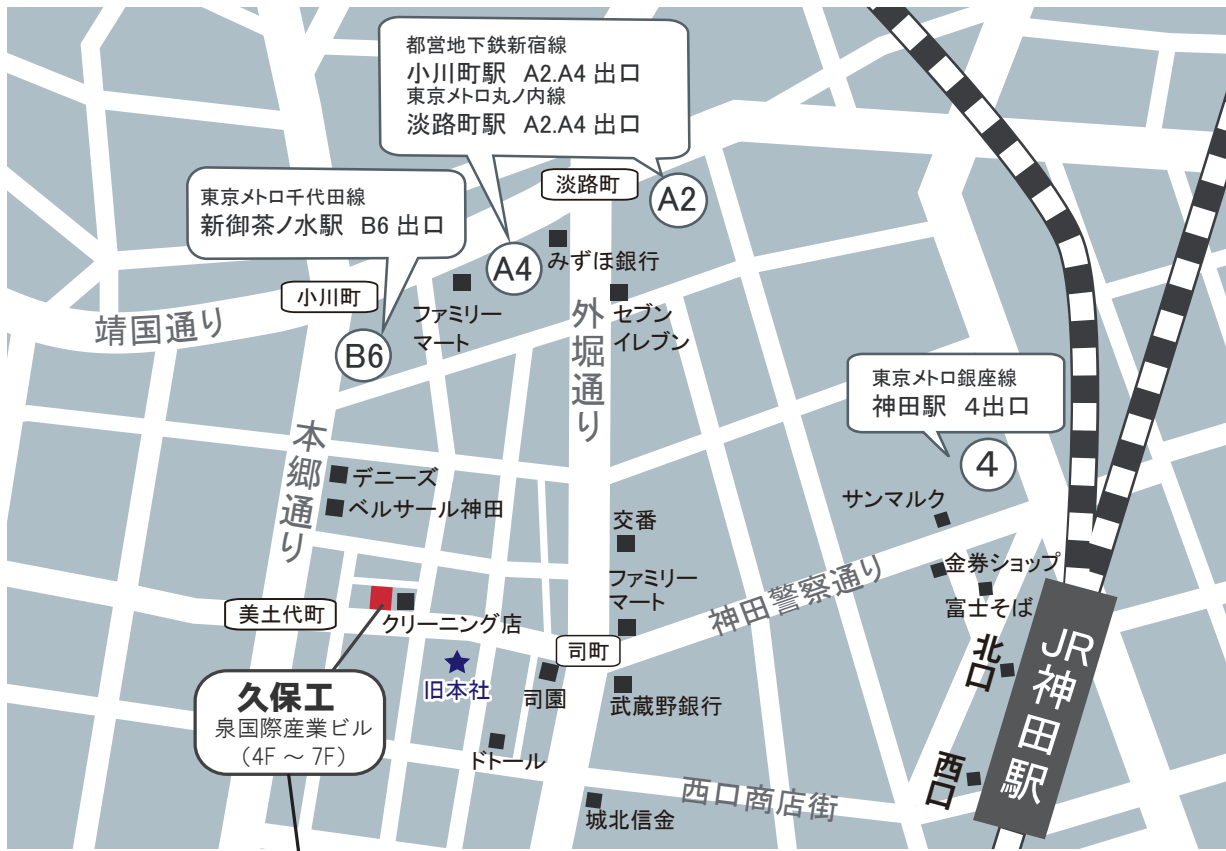 都営地下鉄新宿線
小川町駅 A2.A4 出口
東京メトロ丸ノ内線
淡路町駅 A2.A4 出口
淡路町
A2
東京メトロ千代田線
新御茶ノ水駅 B6 出口
A4
みずほ銀行
小川町
ファミリー
マート
セブン
イレブン
靖国通り
B6
外堀通り
東京メトロ銀座線
神田駅 4出口
4
本郷通り
デニーズ
ベルサール神田
サンマルク
交番
金券ショップ
富士そば
ファミリー
マート
神田警察通り
美土代町
クリーニング店
司町
北口
JR神田駅
旧本社
司園
武蔵野銀行
久保工
泉国際産業ビル
(4F ～ 7F)
ドトール
西口商店街
西口
城北信金